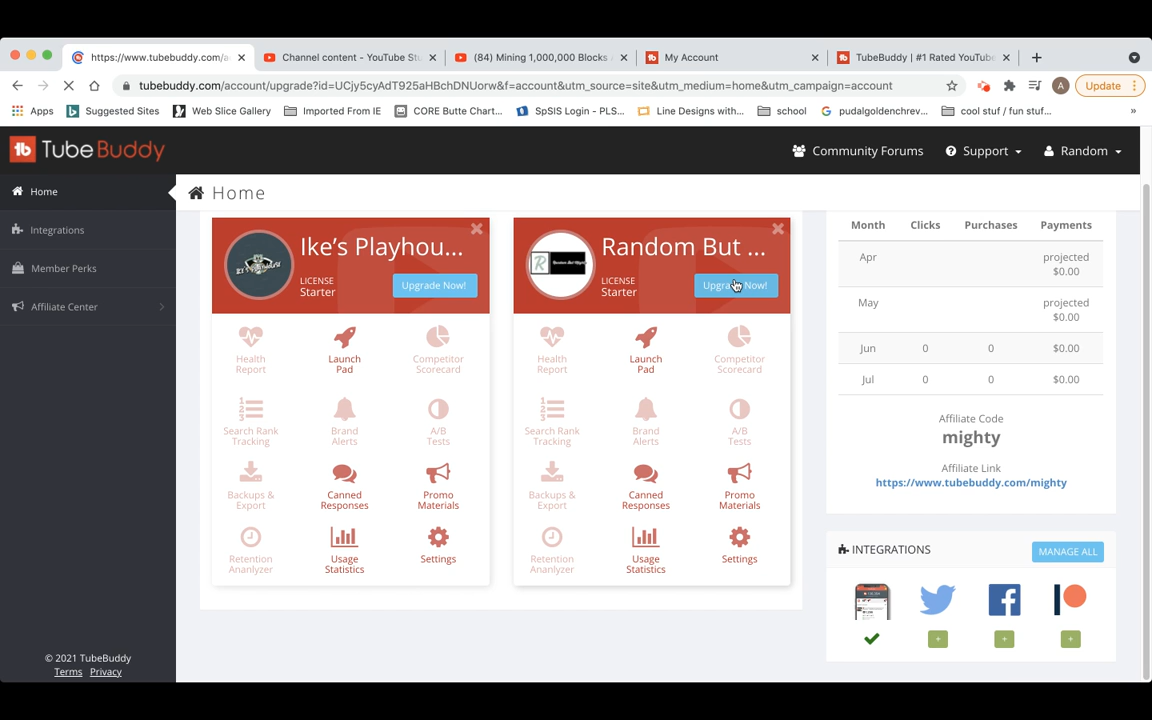 https://www.tubebuddy.com/a
Channel content - YouTube St
(84) Mining 1,000,000 Blocks
My Account
TubeBuddy | #1 Rated YouTube
tubebuddy.com/account/upgrade?id=UCjy5cyAdT925aHBchDNUorw&f=account&utm_source=site&utm_medium=home&utm_campaign=account
A
Update
Apps
Suggested Sites
Web Slice Gallery
Imported From IE
CORE Butte Chart...
SpSIS Login - PLS...
Line Designs with...
school
pudalgoldenchrev...
cool stuf / fun stuf...
»
TubeBuddy
Community Forums
Support
Random
Home
Integrations
Member Perks
Affiliate Center
© 2021 TubeBuddy
Terms Privacy
Home
Ike's Playhou...
LICENSE
Starter
Upgrade Now!
Health
Report
Launch
Pad
Competitor
Scorecard
Search Rank
Tracking
Brand
Alerts
A/B
Tests
Backups &
Export
Canned
Responses
Promo
Materials
Retention
Ananlyzer
Usage
Statistics
Settings
Random But ...
LICENSE
Starter
Upgrade Now!
Health
Report
Launch
Pad
Competitor
Scorecard
Search Rank
Tracking
Brand
Alerts
A/B
Tests
Backups &
Export
Canned
Responses
Promo
Materials
Retention
Ananlyzer
Usage
Statistics
Settings
Month Clicks Purchases Payments
Apr projected
$0.00
May projected
$0.00
Jun 0 0 $0.00
Jul 0 0 $0.00
Affiliate Code
mighty
Affiliate Link
https://www.tubebuddy.com/mighty
INTEGRATIONS
MANAGE ALL